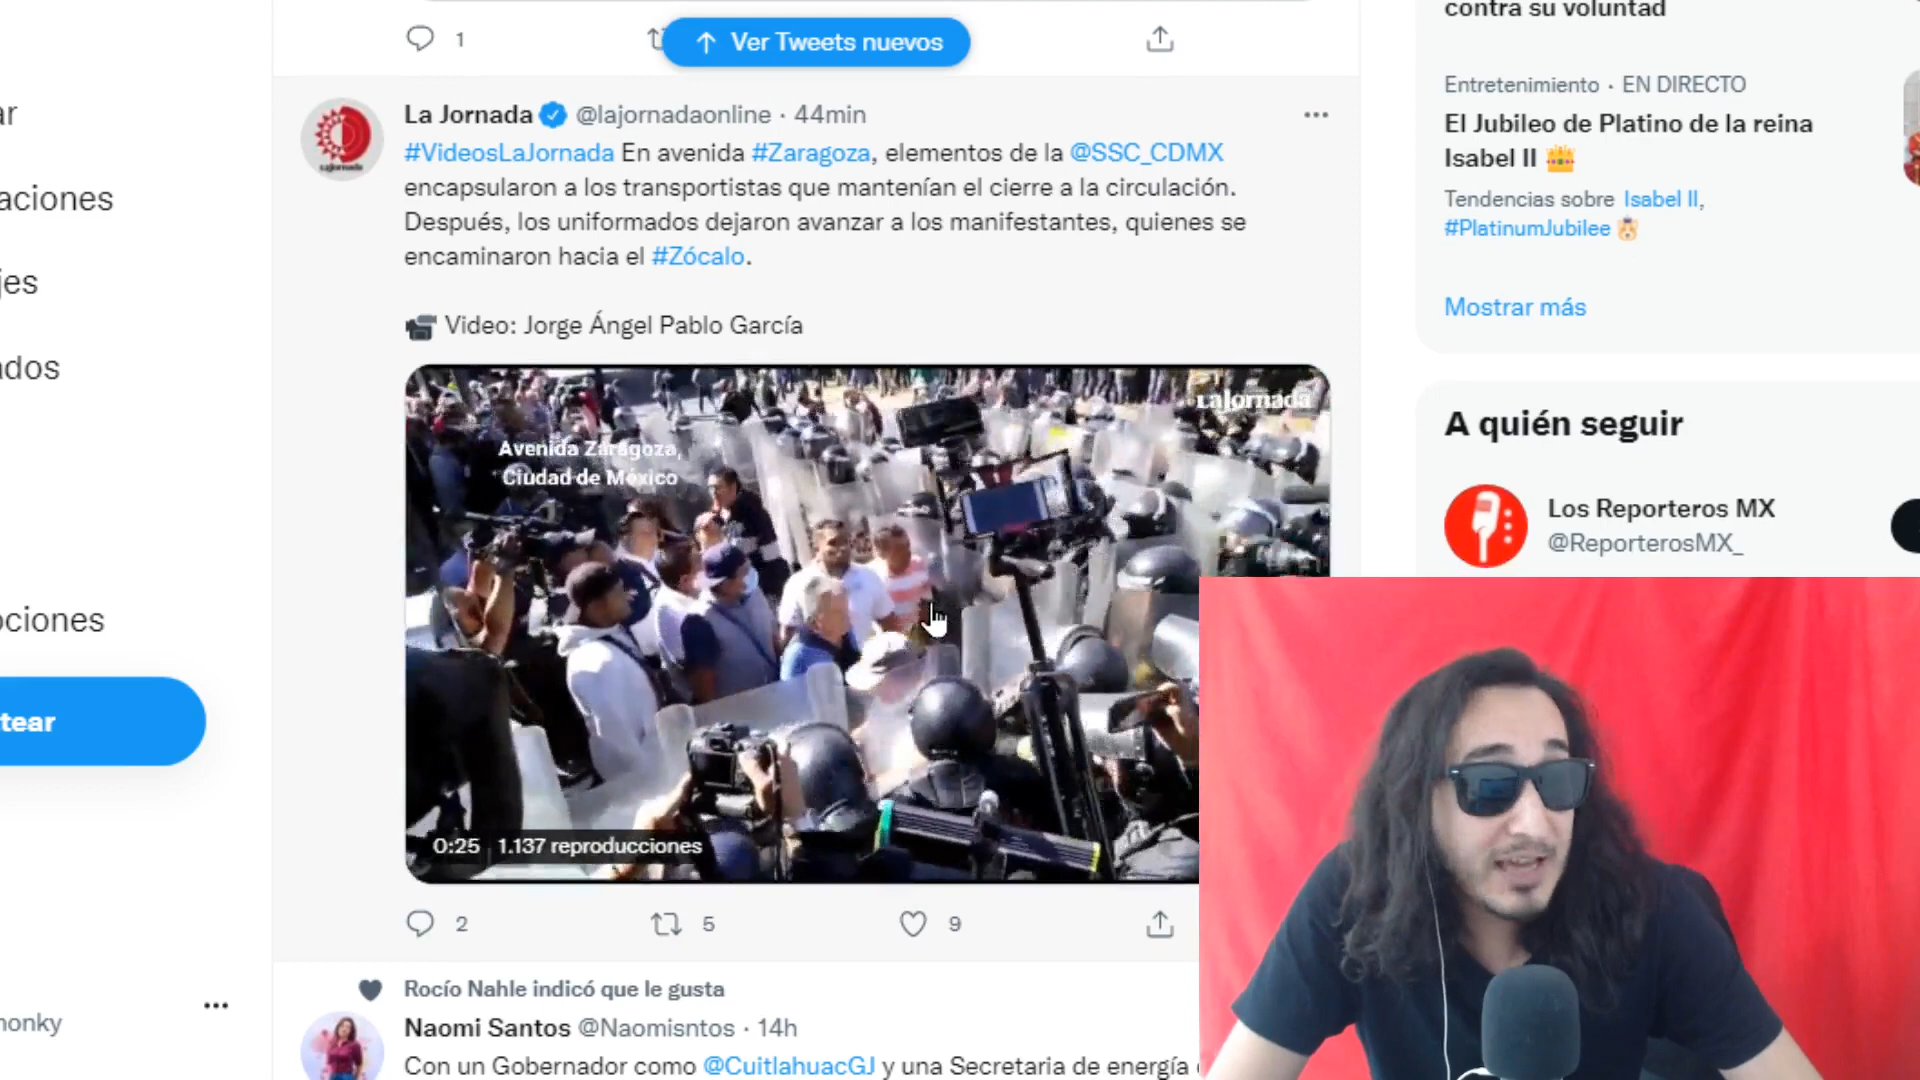 1
Ver Tweets nuevos
La Jornada @lajornadaonline · 44min
#VideosLaJornada En avenida #Zaragoza, elementos de la @SSC_CDMX
encapsularon a los transportistas que mantenían el cierre a la circulación.
Después, los uniformados dejaron avanzar a los manifestantes, quienes se
encaminaron hacia el #Zócalo.
Video: Jorge Ángel Pablo García
La Jornada
Avenida Zaragoza,
Ciudad de México
0:25 1.137 reproducciones
2 5 9
Rocío Nahle indicó que le gusta
Naomi Santos @Naomisntos · 14h
Con un Gobernador como @CuitlahuacGJ y una Secretaria de energía
ar
aciones
jes
ados
ociones
tear
honky
contra su voluntad
Entretenimiento · EN DIRECTO
El Jubileo de Platino de la reina
Isabel II
Tendencias sobre Isabel II,
#PlatinumJubilee
Mostrar más
A quién seguir
Los Reporteros MX
@ReporterosMX_